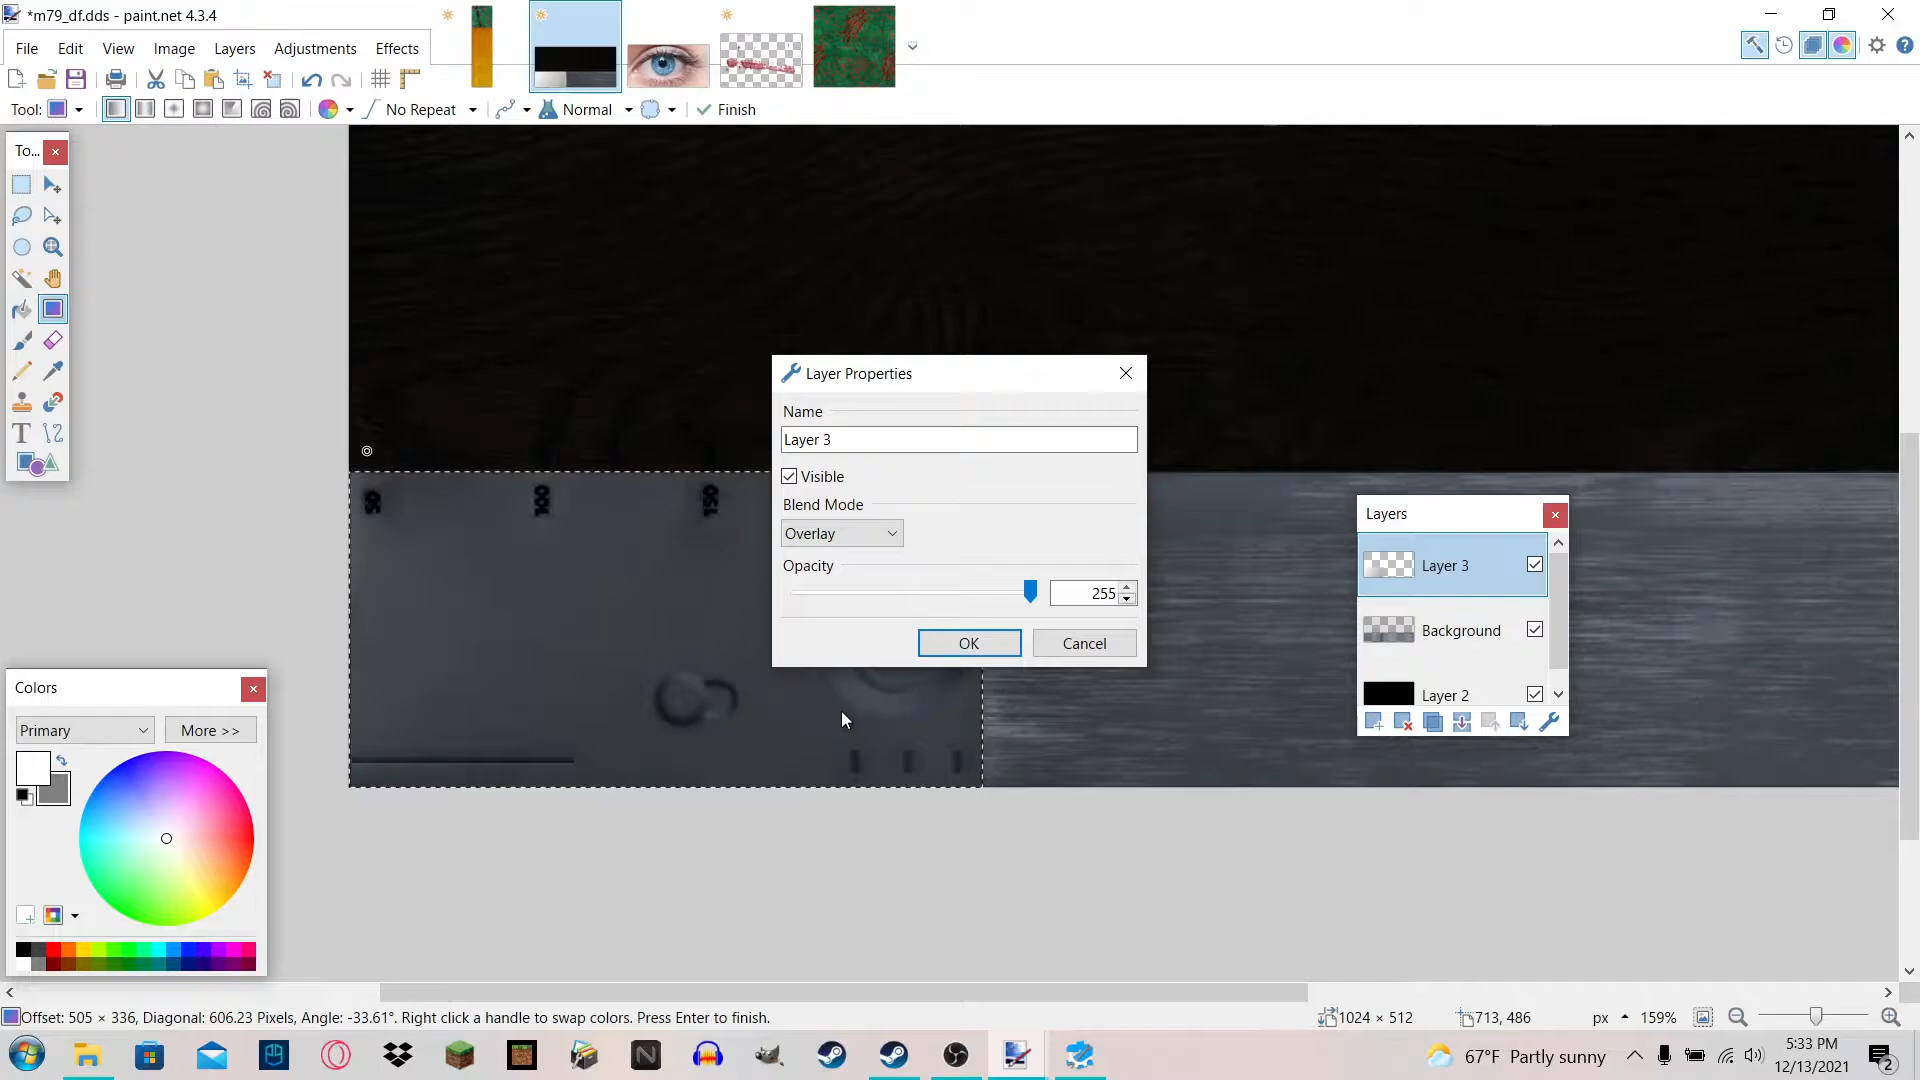 *m79_df.dds - paint.net 4.3.4
File Edit View Image Layers Adjustments Effects
Tool: No Repeat Normal Finish
To...
50 100 150
Layer Properties
Name
Layer 3
Visible
Blend Mode
Overlay
Opacity
255
OK Cancel
Layers
Layer 3
Background
Layer 2
Colors
Primary More >>
Offset: 505 × 336, Diagonal: 606.23 Pixels, Angle: -33.61°. Right click a handle to swap colors. Press Enter to finish.
1024 × 512 713, 486 px 159%
67°F Partly sunny
5:33 PM
12/13/2021
2